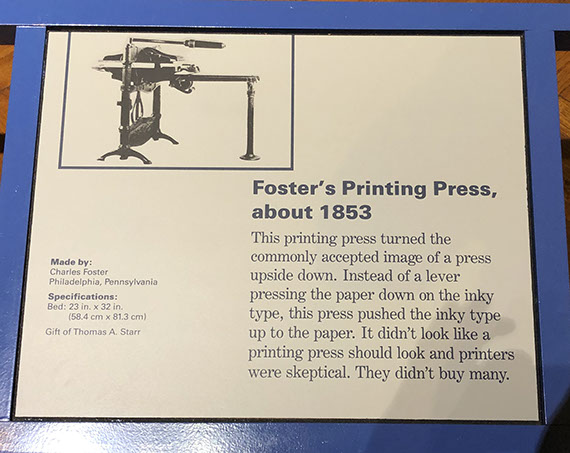 Foster's Printing Press,
about 1853
This printing press turned the
commonly accepted image of a press
upside down. Instead of a lever
pressing the paper down on the inky
type, this press pushed the inky type
up to the paper. It didn't look like a
printing press should look and printers
were skeptical. They didn't buy many.
Made by:
Charles Foster
Philadelphia, Pennsylvania
Specifications:
Bed: 23 in. x 32 in.
(58.4 cm x 81.3 cm)
Gift of Thomas A. Starr